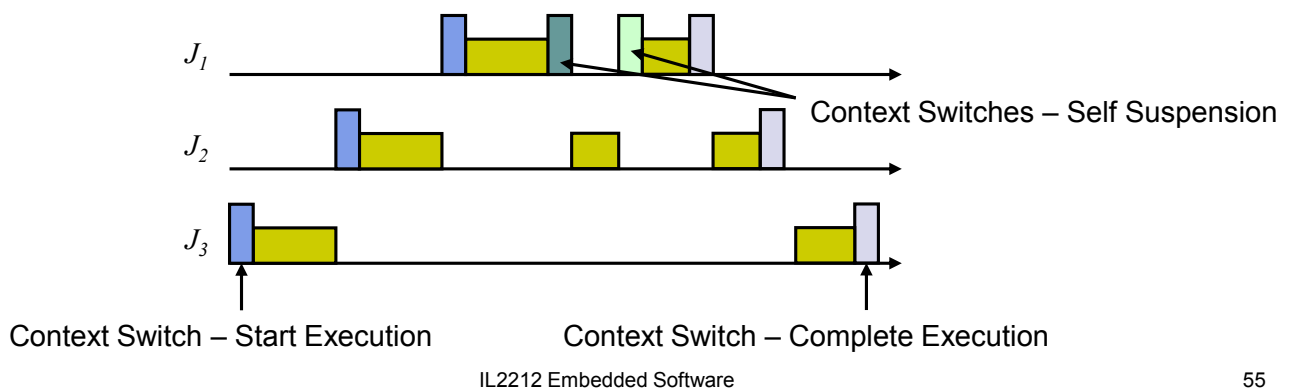 J1
Context Switches – Self Suspension
J2
J3
Context Switch – Start Execution
Context Switch – Complete Execution
IL2212 Embedded Software
55